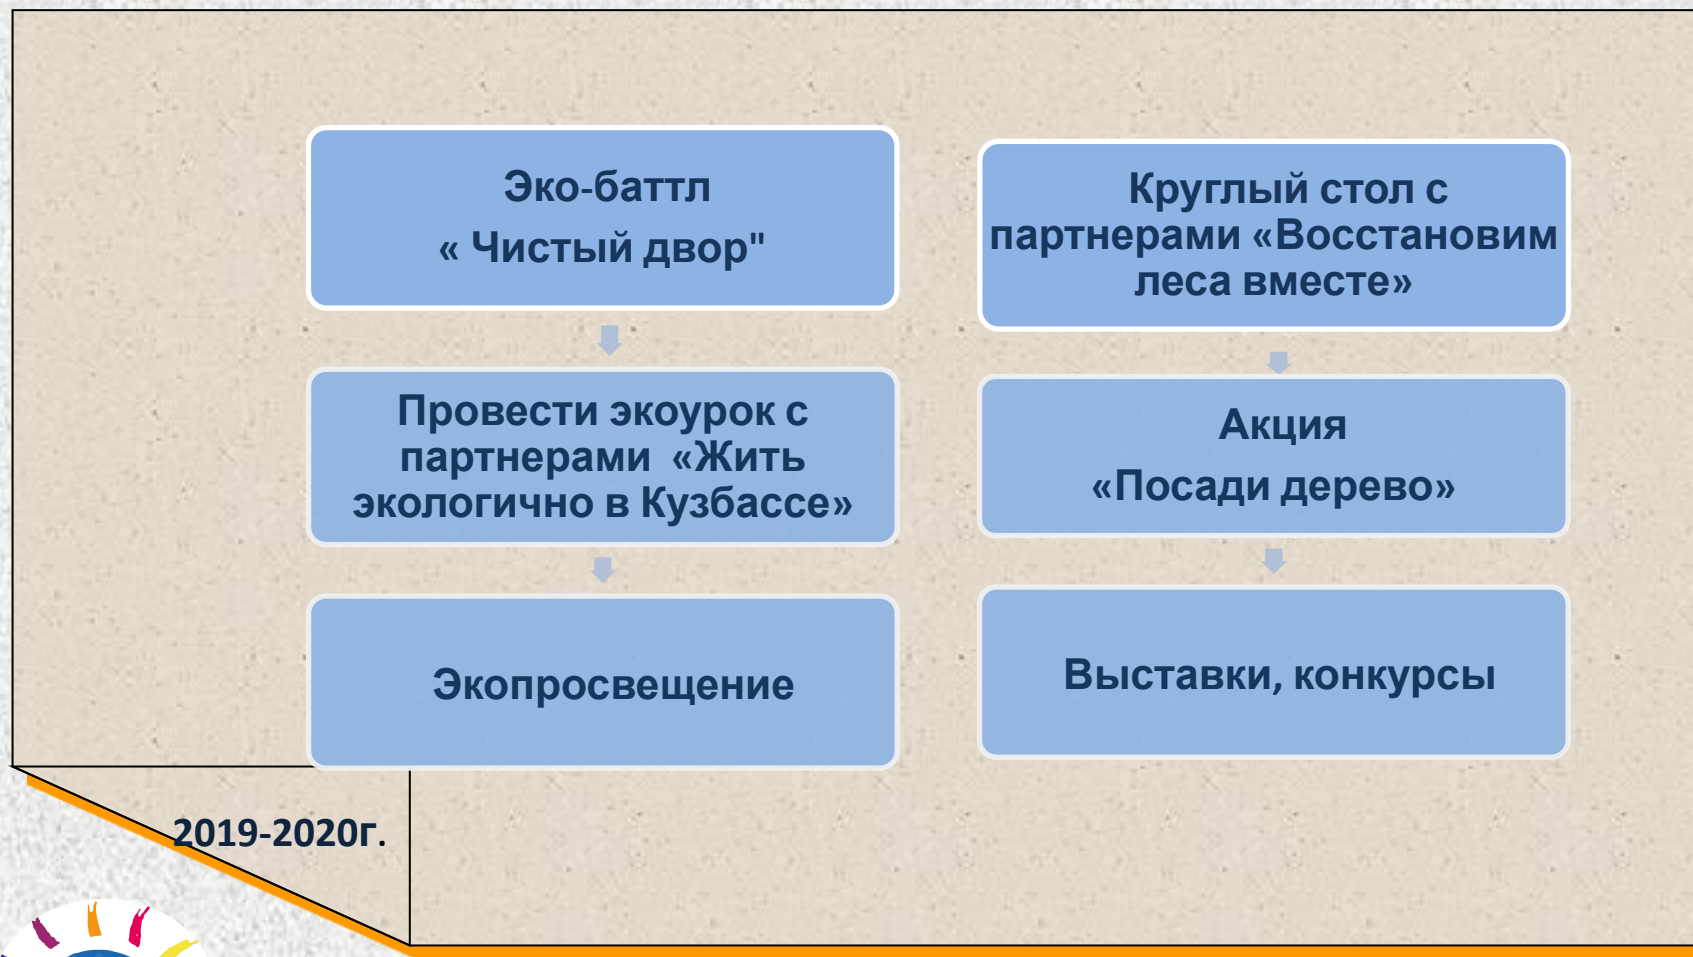 Эко-баттл
« Чистый двор"
Провести экоурок с
партнерами «Жить
экологично в Кузбассе»
Экопросвещение
Круглый стол с
партнерами «Восстановим
леса вместе»
Акция
«Посади дерево»
Выставки, конкурсы
2019-2020г.